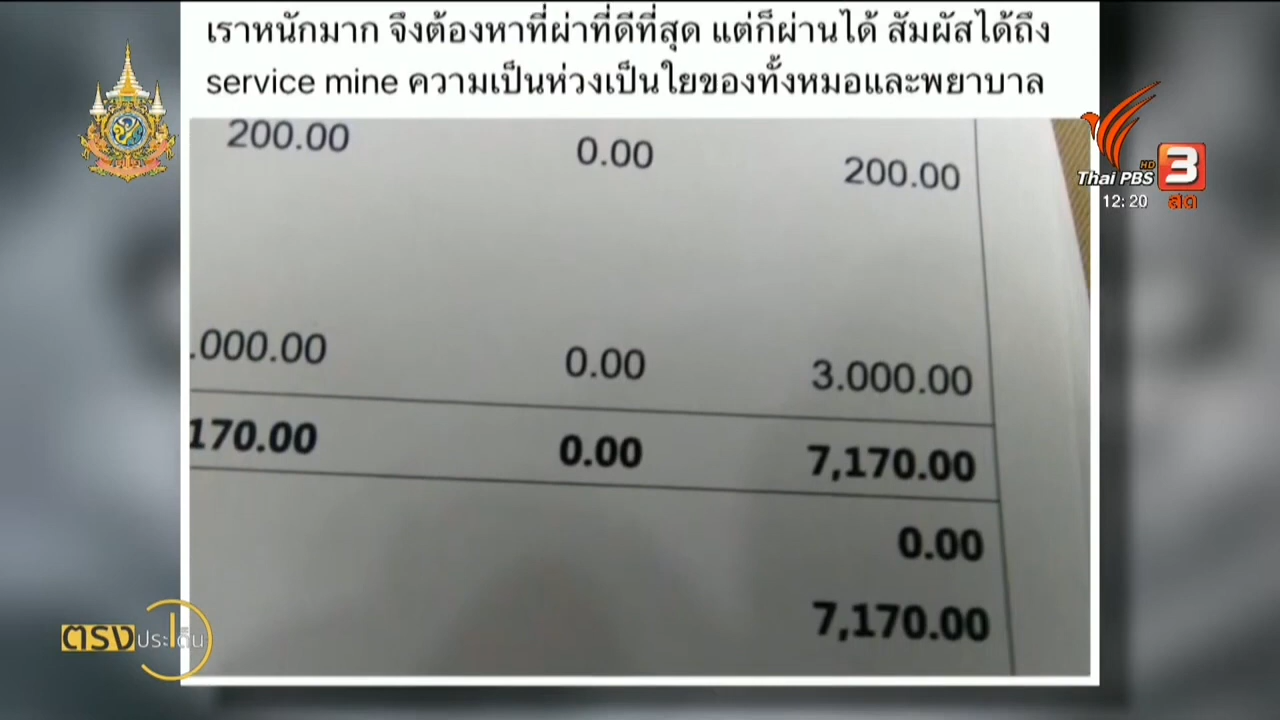 เราหนักมาก จึงต้องหาที่ผ่าที่ดีที่สุด แต่ก็ผ่านได้ สัมผัสได้ถึง
service mine ความเป็นห่วงเป็นใยของทั้งหมอและพยาบาล
200.00 0.00 200.00
.000.00 0.00 3.000.00
170.00 0.00 7,170.00
0.00
7,170.00
Thai PBS HD 3
12:20 สด
ตรงประเด็น